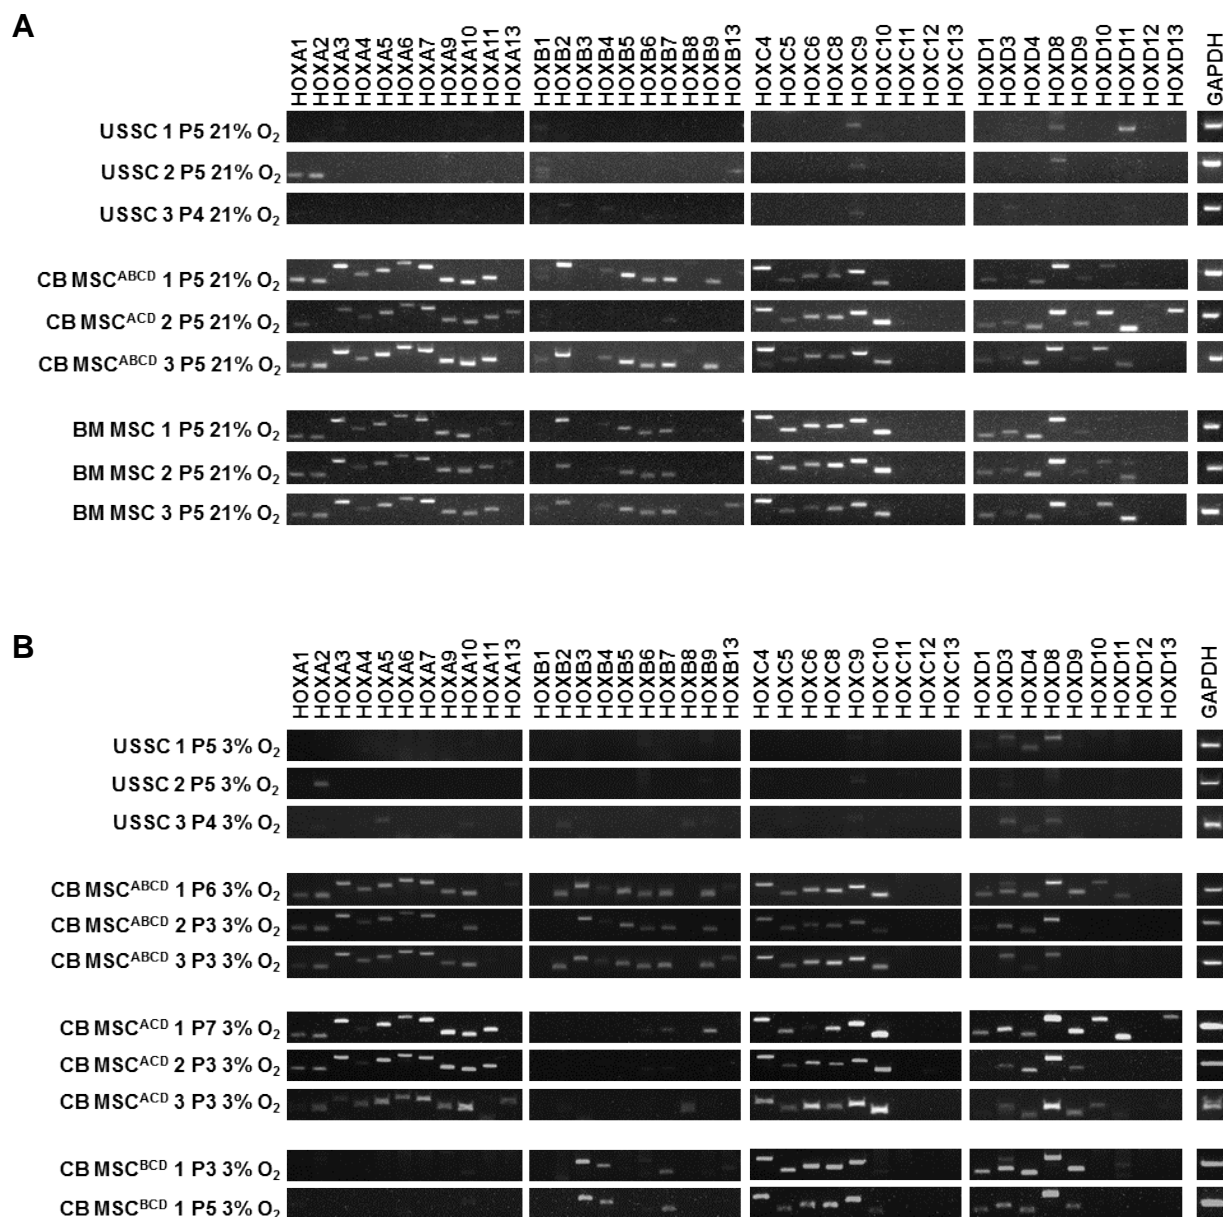 A
HOXA1 HOXA2 HOXA3 HOXA4 HOXA5 HOXA6 HOXA7 HOXA9 HOXA10 HOXA11 HOXA13 HOXB1 HOXB2 HOXB3 HOXB4 HOXB5 HOXB6 HOXB7 HOXB8 HOXB9 HOXB13 HOXC4 HOXC5 HOXC6 HOXC8 HOXC9 HOXC10 HOXC11 HOXC12 HOXC13 HOXD1 HOXD3 HOXD4 HOXD8 HOXD9 HOXD10 HOXD11 HOXD12 HOXD13 GAPDH
USSC 1 P5 21% O₂
USSC 2 P5 21% O₂
USSC 3 P4 21% O₂
CB MSCᴬᴮᶜᴰ 1 P5 21% O₂
CB MSCᴬᶜᴰ 2 P5 21% O₂
CB MSCᴬᴮᶜᴰ 3 P5 21% O₂
BM MSC 1 P5 21% O₂
BM MSC 2 P5 21% O₂
BM MSC 3 P5 21% O₂
B
HOXA1 HOXA2 HOXA3 HOXA4 HOXA5 HOXA6 HOXA7 HOXA9 HOXA10 HOXA11 HOXA13 HOXB1 HOXB2 HOXB3 HOXB4 HOXB5 HOXB6 HOXB7 HOXB8 HOXB9 HOXB13 HOXC4 HOXC5 HOXC6 HOXC8 HOXC9 HOXC10 HOXC11 HOXC12 HOXC13 HOXD1 HOXD3 HOXD4 HOXD8 HOXD9 HOXD10 HOXD11 HOXD12 HOXD13 GAPDH
USSC 1 P5 3% O₂
USSC 2 P5 3% O₂
USSC 3 P4 3% O₂
CB MSCᴬᴮᶜᴰ 1 P6 3% O₂
CB MSCᴬᴮᶜᴰ 2 P3 3% O₂
CB MSCᴬᴮᶜᴰ 3 P3 3% O₂
CB MSCᴬᶜᴰ 1 P7 3% O₂
CB MSCᴬᶜᴰ 2 P3 3% O₂
CB MSCᴬᶜᴰ 3 P3 3% O₂
CB MSCᴮᶜᴰ 1 P3 3% O₂
CB MSCᴮᶜᴰ 1 P5 3% O₂